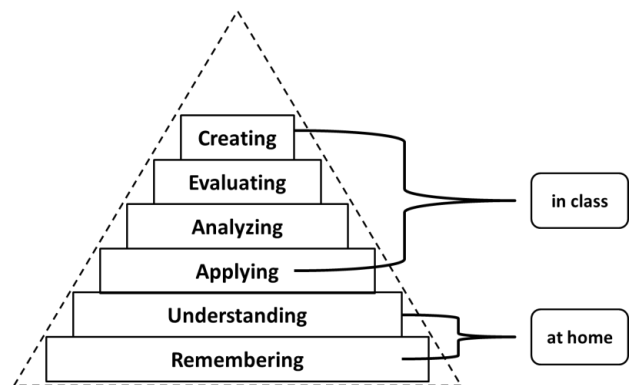 Creating
Evaluating
in class
Analyzing
Applying
Understanding
at home
Remembering